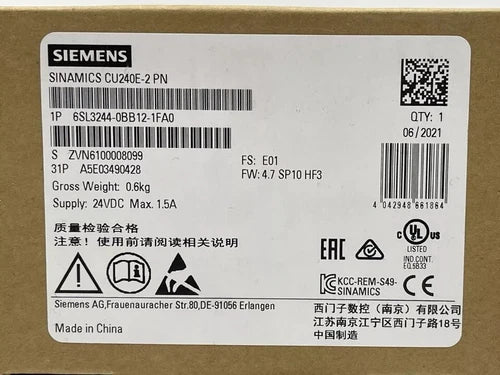 SIEMENS
SINAMICS CU240E-2 PN
1P 6SL3244-0BB12-1FA0
QTY: 1
06/2021
S ZVN6100008099
31P A5E03490428
FS: E01
FW: 4.7 SP10 HF3
Gross Weight: 0.6kg
Supply: 24VDC Max. 1.5A
4 042948 661864
质量检验合格
注意！使用前请阅读相关说明
EAC
C UL US
LISTED
IND.CONT.
EQ.5B33
KCC-REM-S49-
SINAMICS
Siemens AG,Frauenauracher Str.80,DE-91056 Erlangen
Made in China
西门子数控（南京）有限公司
江苏南京江宁区西门子路18号
中国制造